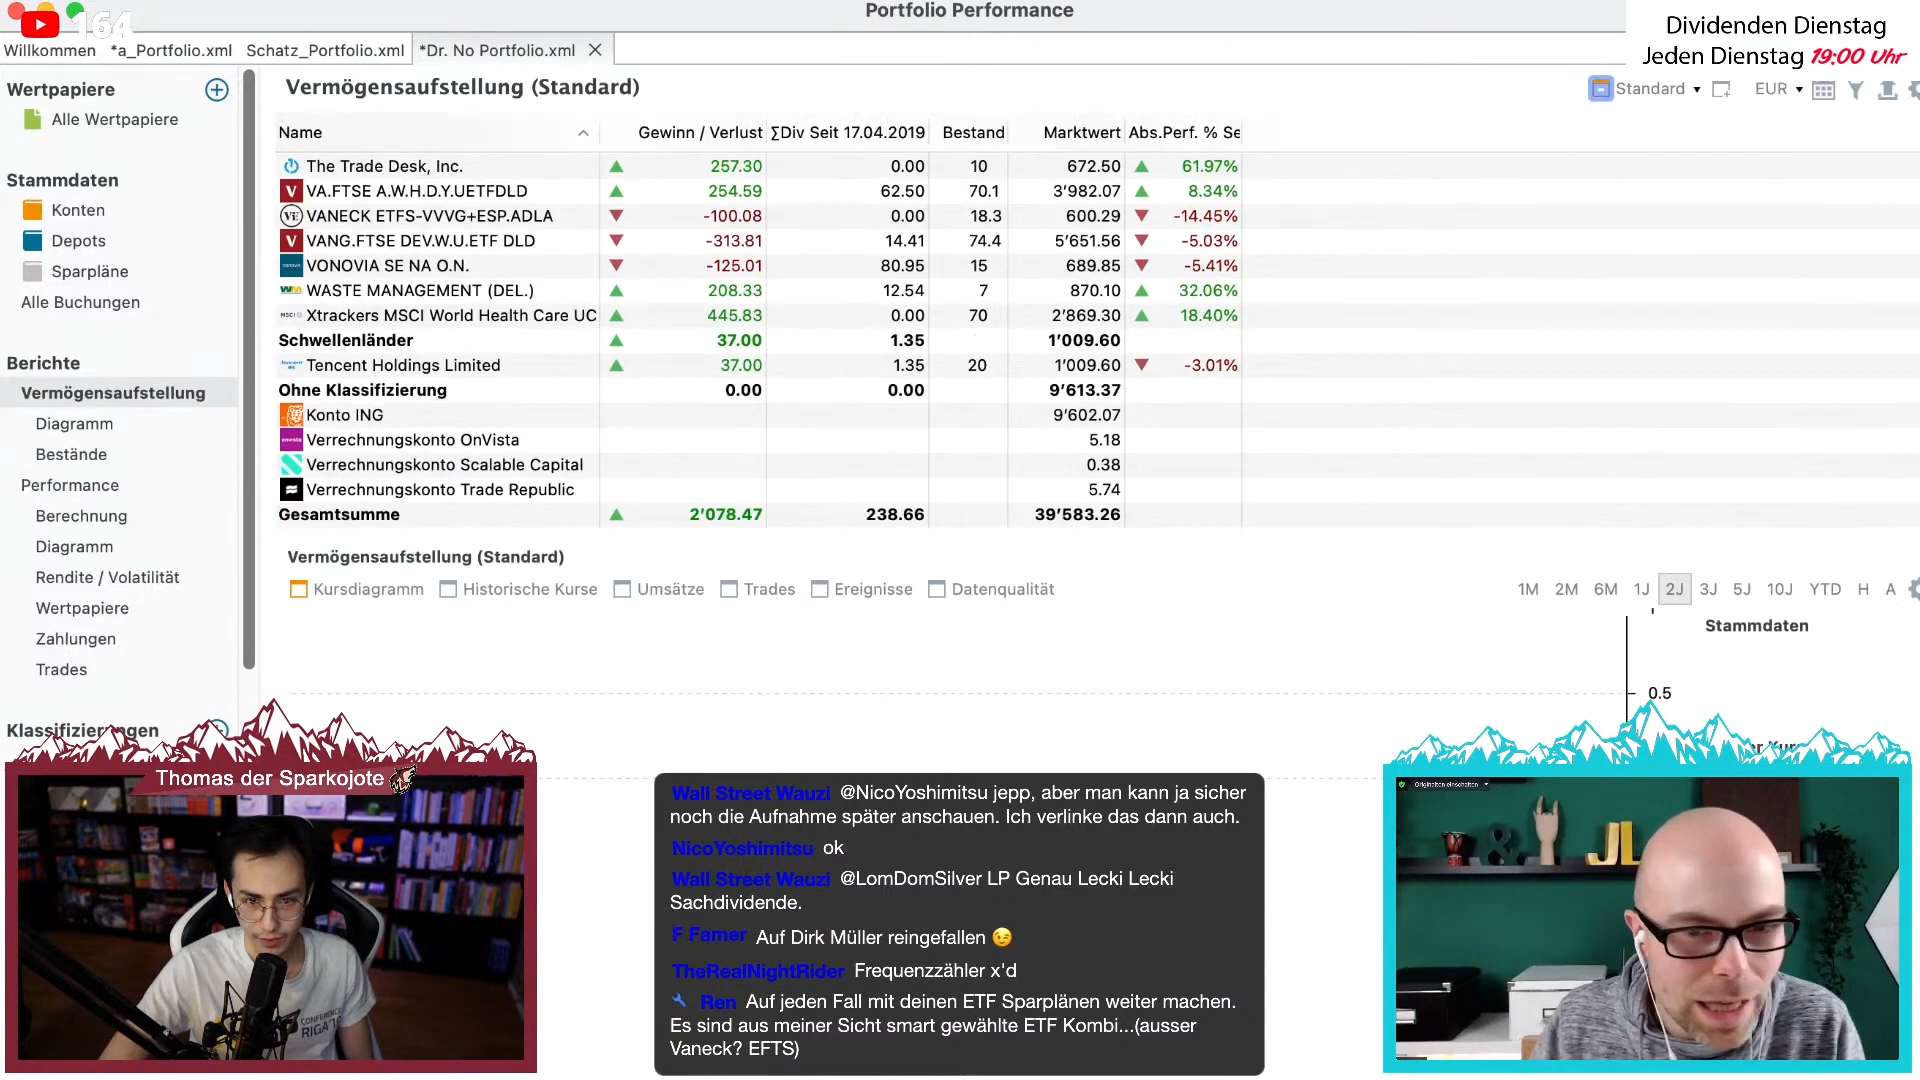 Portfolio Performance
164
Dividenden Dienstag
Jeden Dienstag 19:00 Uhr
Willkommen *a_Portfolio.xml Schatz_Portfolio.xml *Dr. No Portfolio.xml
Wertpapiere
Alle Wertpapiere
Stammdaten
Konten
Depots
Sparpläne
Alle Buchungen
Berichte
Vermögensaufstellung
Diagramm
Bestände
Performance
Berechnung
Diagramm
Rendite / Volatilität
Wertpapiere
Zahlungen
Trades
Klassifizierungen
Vermögensaufstellung (Standard)
Standard EUR
Name Gewinn / Verlust ∑Div Seit 17.04.2019 Bestand Marktwert Abs.Perf. % Se
The Trade Desk, Inc. 257.30 0.00 10 672.50 61.97%
VA.FTSE A.W.H.D.Y.UETFDLD 254.59 62.50 70.1 3’982.07 8.34%
VANECK ETFS-VVVG+ESP.ADLA -100.08 0.00 18.3 600.29 -14.45%
VANG.FTSE DEV.W.U.ETF DLD -313.81 14.41 74.4 5’651.56 -5.03%
VONOVIA SE NA O.N. -125.01 80.95 15 689.85 -5.41%
WASTE MANAGEMENT (DEL.) 208.33 12.54 7 870.10 32.06%
Xtrackers MSCI World Health Care UC 445.83 0.00 70 2’869.30 18.40%
Schwellenländer 37.00 1.35 1’009.60
Tencent Holdings Limited 37.00 1.35 20 1’009.60 -3.01%
Ohne Klassifizierung 0.00 0.00 9’613.37
Konto ING 9’602.07
Verrechnungskonto OnVista 5.18
Verrechnungskonto Scalable Capital 0.38
Verrechnungskonto Trade Republic 5.74
Gesamtsumme 2’078.47 238.66 39’583.26
Vermögensaufstellung (Standard)
Kursdiagramm Historische Kurse Umsätze Trades Ereignisse Datenqualität
1M 2M 6M 1J 2J 3J 5J 10J YTD H A
Stammdaten
0.5
Thomas der Sparkojote
CONFERENCE
RIGA
Wall Street Wauzi @NicoYoshimitsu jepp, aber man kann ja sicher
noch die Aufnahme später anschauen. Ich verlinke das dann auch.
NicoYoshimitsu ok
Wall Street Wauzi @LomDomSilver LP Genau Lecki Lecki
Sachdividende.
F Famer Auf Dirk Müller reingefallen 😉
TheRealNightRider Frequenzzähler x'd
Ren Auf jeden Fall mit deinen ETF Sparplänen weiter machen.
Es sind aus meiner Sicht smart gewählte ETF Kombi...(ausser
Vaneck? EFTS)
Originalton einschalten
& JL